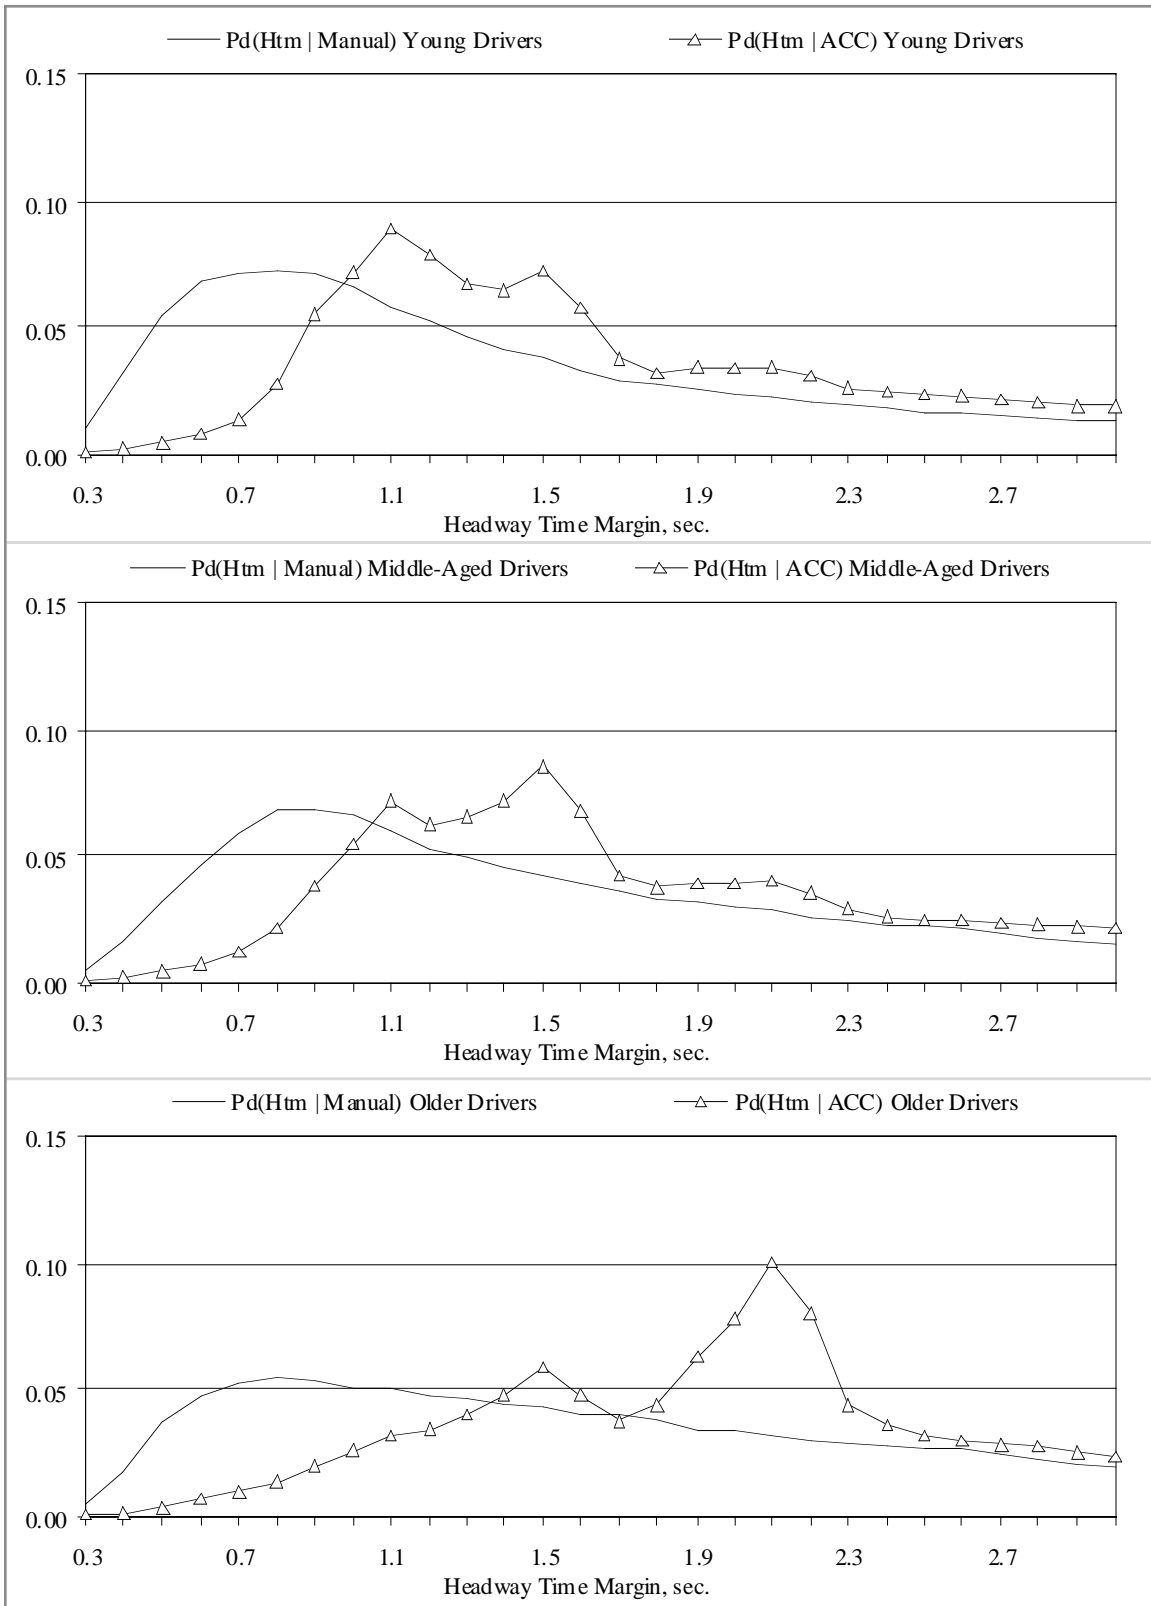 Pd(Htm | Manual) Young Drivers Pd(Htm | ACC) Young Drivers
0.15
0.10
0.05
0.00
0.3 0.7 1.1 1.5 1.9 2.3 2.7
Headway Time Margin, sec.
Pd(Htm | Manual) Middle-Aged Drivers Pd(Htm | ACC) Middle-Aged Drivers
0.15
0.10
0.05
0.00
0.3 0.7 1.1 1.5 1.9 2.3 2.7
Headway Time Margin, sec.
Pd(Htm | Manual) Older Drivers Pd(Htm | ACC) Older Drivers
0.15
0.10
0.05
0.00
0.3 0.7 1.1 1.5 1.9 2.3 2.7
Headway Time Margin, sec.